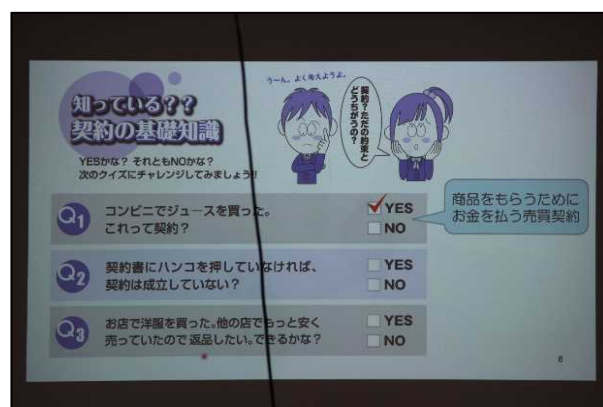 知っている??
契約の基礎知識
YESかな? それともNOかな?
次のクイズにチャレンジしてみましょう!!
うーん。よく考えようよ。
契約?ただの約束と
どうちがうの?
Q1
コンビニでジュースを買った。
これって契約?
YES
NO
商品をもらうために
お金を払う売買契約
Q2
契約書にハンコを押していなければ、
契約は成立していない?
YES
NO
Q3
お店で洋服を買った。他の店でもっと安く
売っていたので返品したい。できるかな?
YES
NO
6